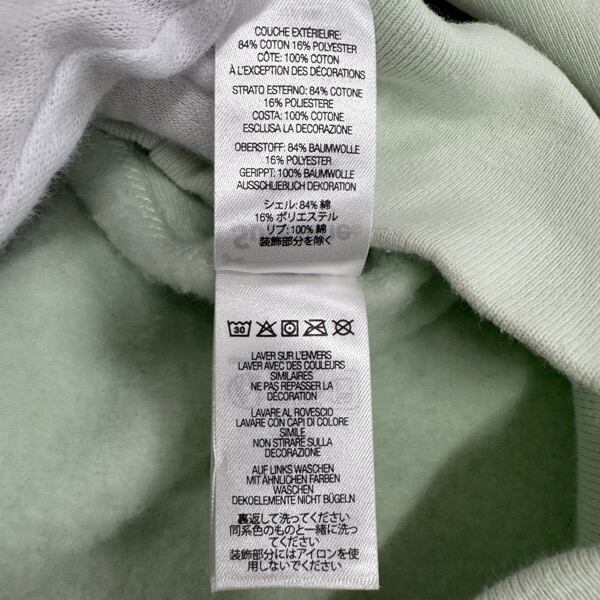 COUCHE EXTÉRIEURE:
84% COTON 16% POLYESTER
CÔTE: 100% COTON
À L'EXCEPTION DES DÉCORATIONS
STRATO ESTERNO: 84% COTONE
16% POLIESTERE
COSTA: 100% COTONE
ESCLUSA LA DECORAZIONE
OBERSTOFF: 84% BAUMWOLLE
16% POLYESTER
GERIPPT: 100% BAUMWOLLE
AUSSCHLIEBLICH DEKORATION
シェル: 84% 綿
16% ポリエステル
リブ: 100% 綿
装飾部分を除く
30
LAVER SUR L'ENVERS
LAVER AVEC DES COULEURS
SIMILAIRES
NE PAS REPASSER LA
DÉCORATION
LAVARE AL ROVESCIO
LAVARE CON CAPI DI COLORE
SIMILE
NON STIRARE SULLA
DECORAZIONE
AUF LINKS WASCHEN
MIT ÄHNLICHEN FARBEN
WASCHEN
DEKOELEMENTE NICHT BÜGELN
裏返して洗ってください
同系色のものと一緒に洗っ
てください
装飾部分にはアイロンを使
用しないでください